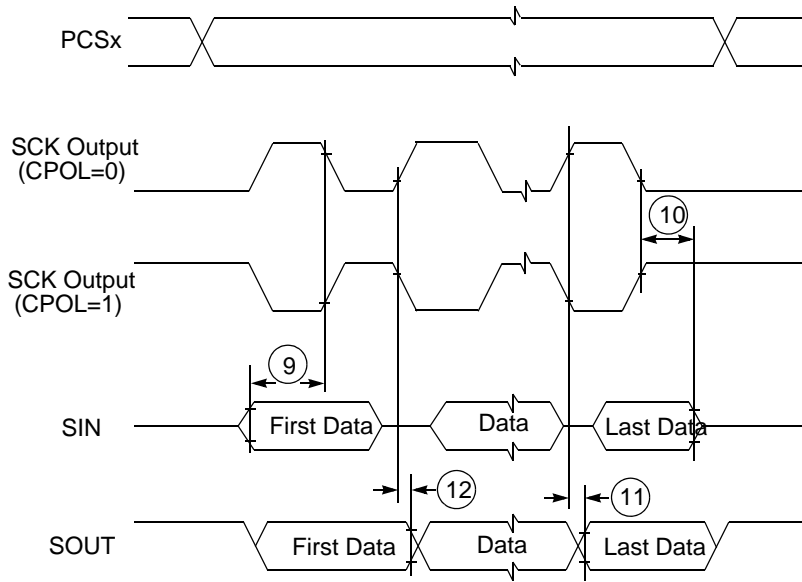 PCSx
SCK Output
(CPOL=0)
10
SCK Output
(CPOL=1)
9
SIN
First Data
Data
Last Data
12
11
SOUT
First Data
Data
Last Data